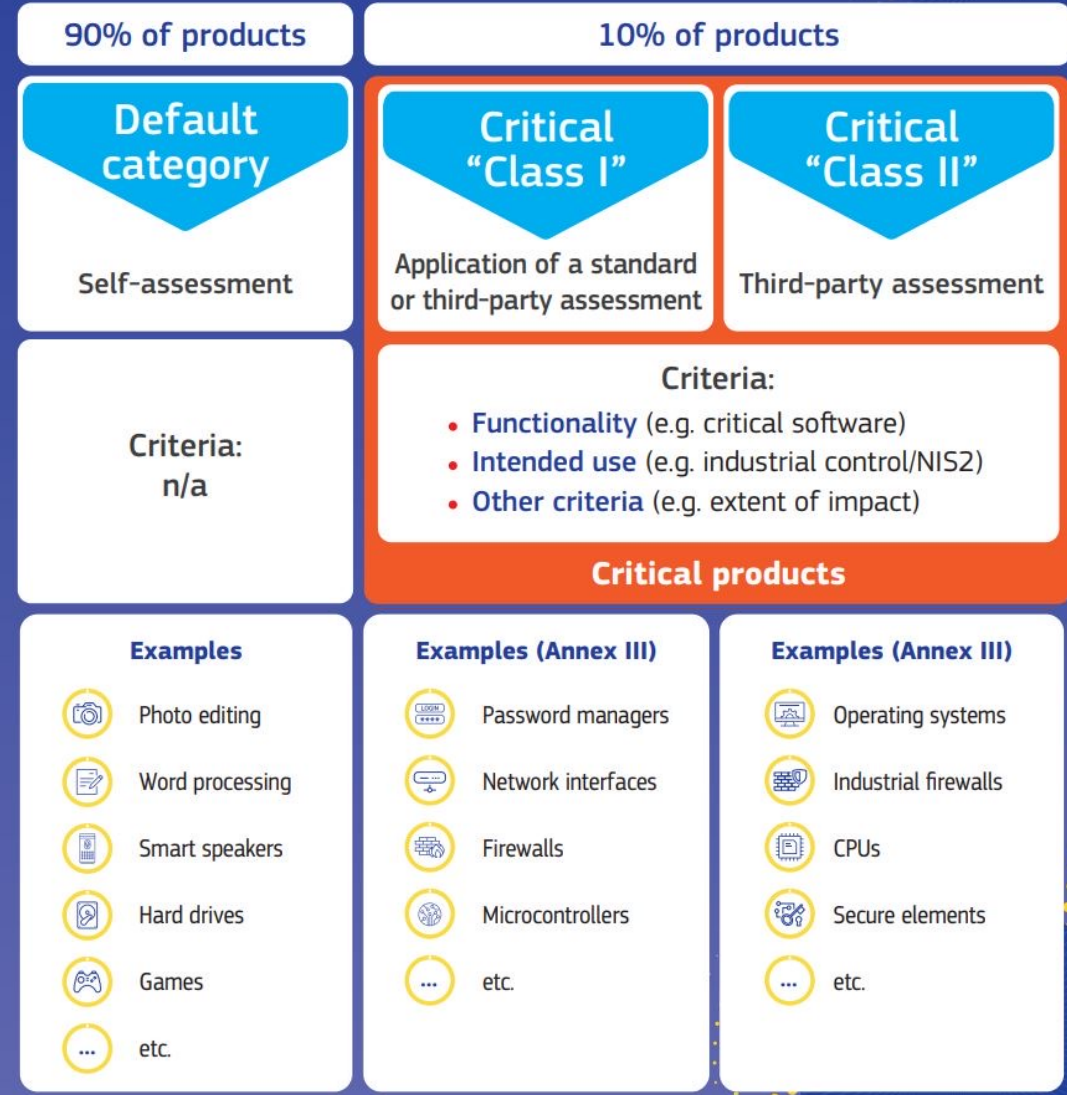 90% of products
10% of products
Default
category
Self-assessment
Critical
“Class I”
Application of a standard
or third-party assessment
Critical
“Class II”
Third-party assessment
Criteria:
n/a
Criteria:
• Functionality (e.g. critical software)
• Intended use (e.g. industrial control/NIS2)
• Other criteria (e.g. extent of impact)
Critical products
Examples
Photo editing
Word processing
Smart speakers
Hard drives
Games
... etc.
Examples (Annex III)
LOGIN
****
Password managers
Network interfaces
Firewalls
Microcontrollers
... etc.
Examples (Annex III)
Operating systems
Industrial firewalls
CPUs
Secure elements
... etc.